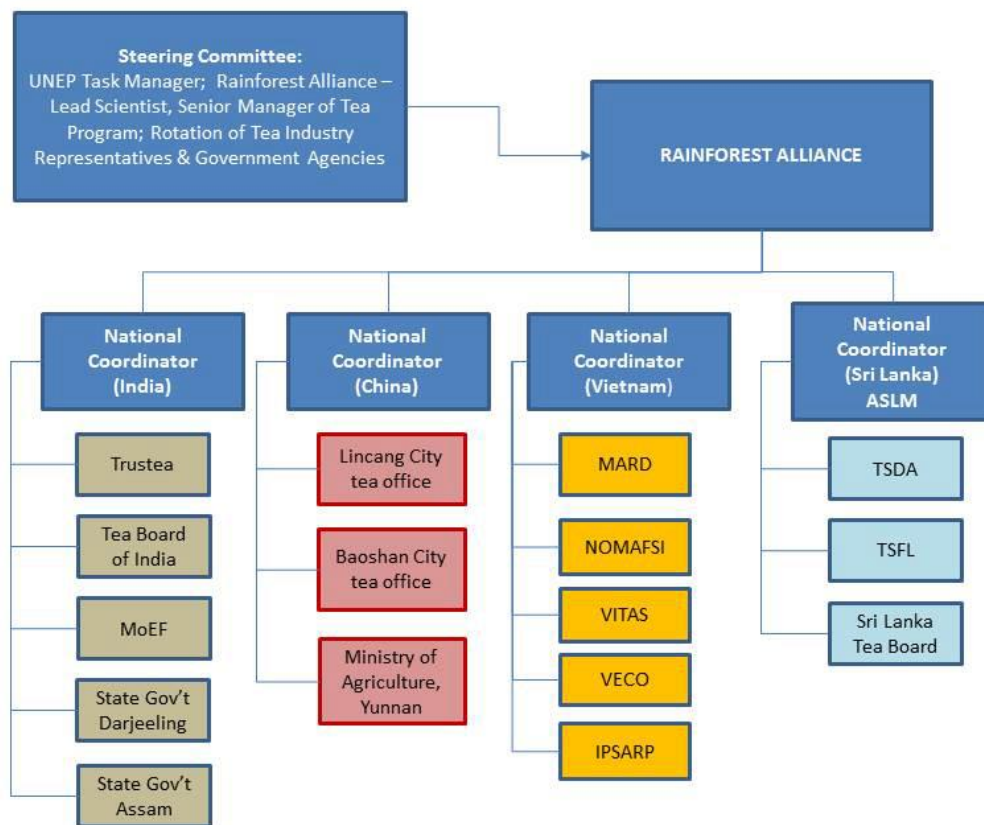 Steering Committee:
UNEP Task Manager; Rainforest Alliance –
Lead Scientist, Senior Manager of Tea
Program; Rotation of Tea Industry
Representatives & Government Agencies
RAINFOREST ALLIANCE
National
Coordinator
(India)
Trustea
Tea Board
of India
MoEF
State Gov't
Darjeeling
State Gov't
Assam
National
Coordinator
(China)
Lincang City
tea office
Baoshan City
tea office
Ministry of
Agriculture,
Yunnan
National
Coordinator
(Vietnam)
MARD
NOMAFSI
VITAS
VECO
IPSARP
National
Coordinator
(Sri Lanka)
ASLM
TSDA
TSFL
Sri Lanka
Tea Board